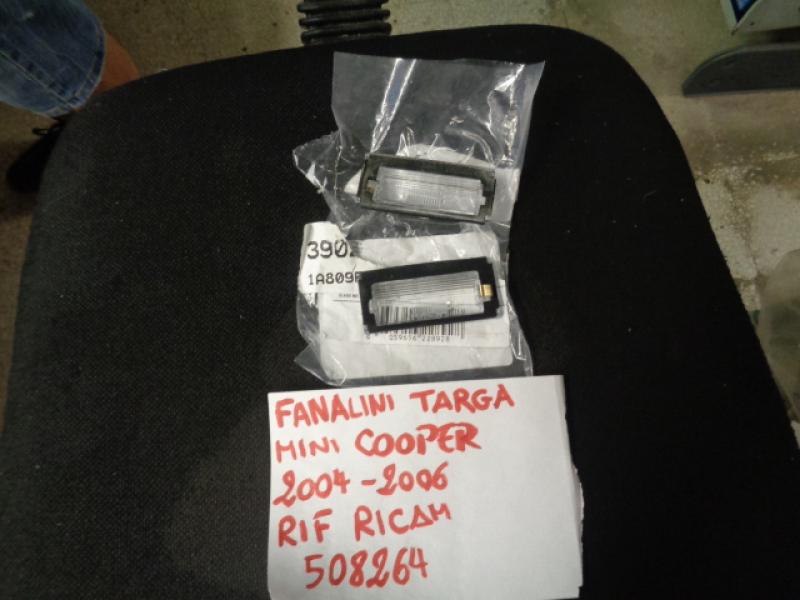 FANALINI TARGA
MINI COOPER
2004-2006
RIF RICAM
508264